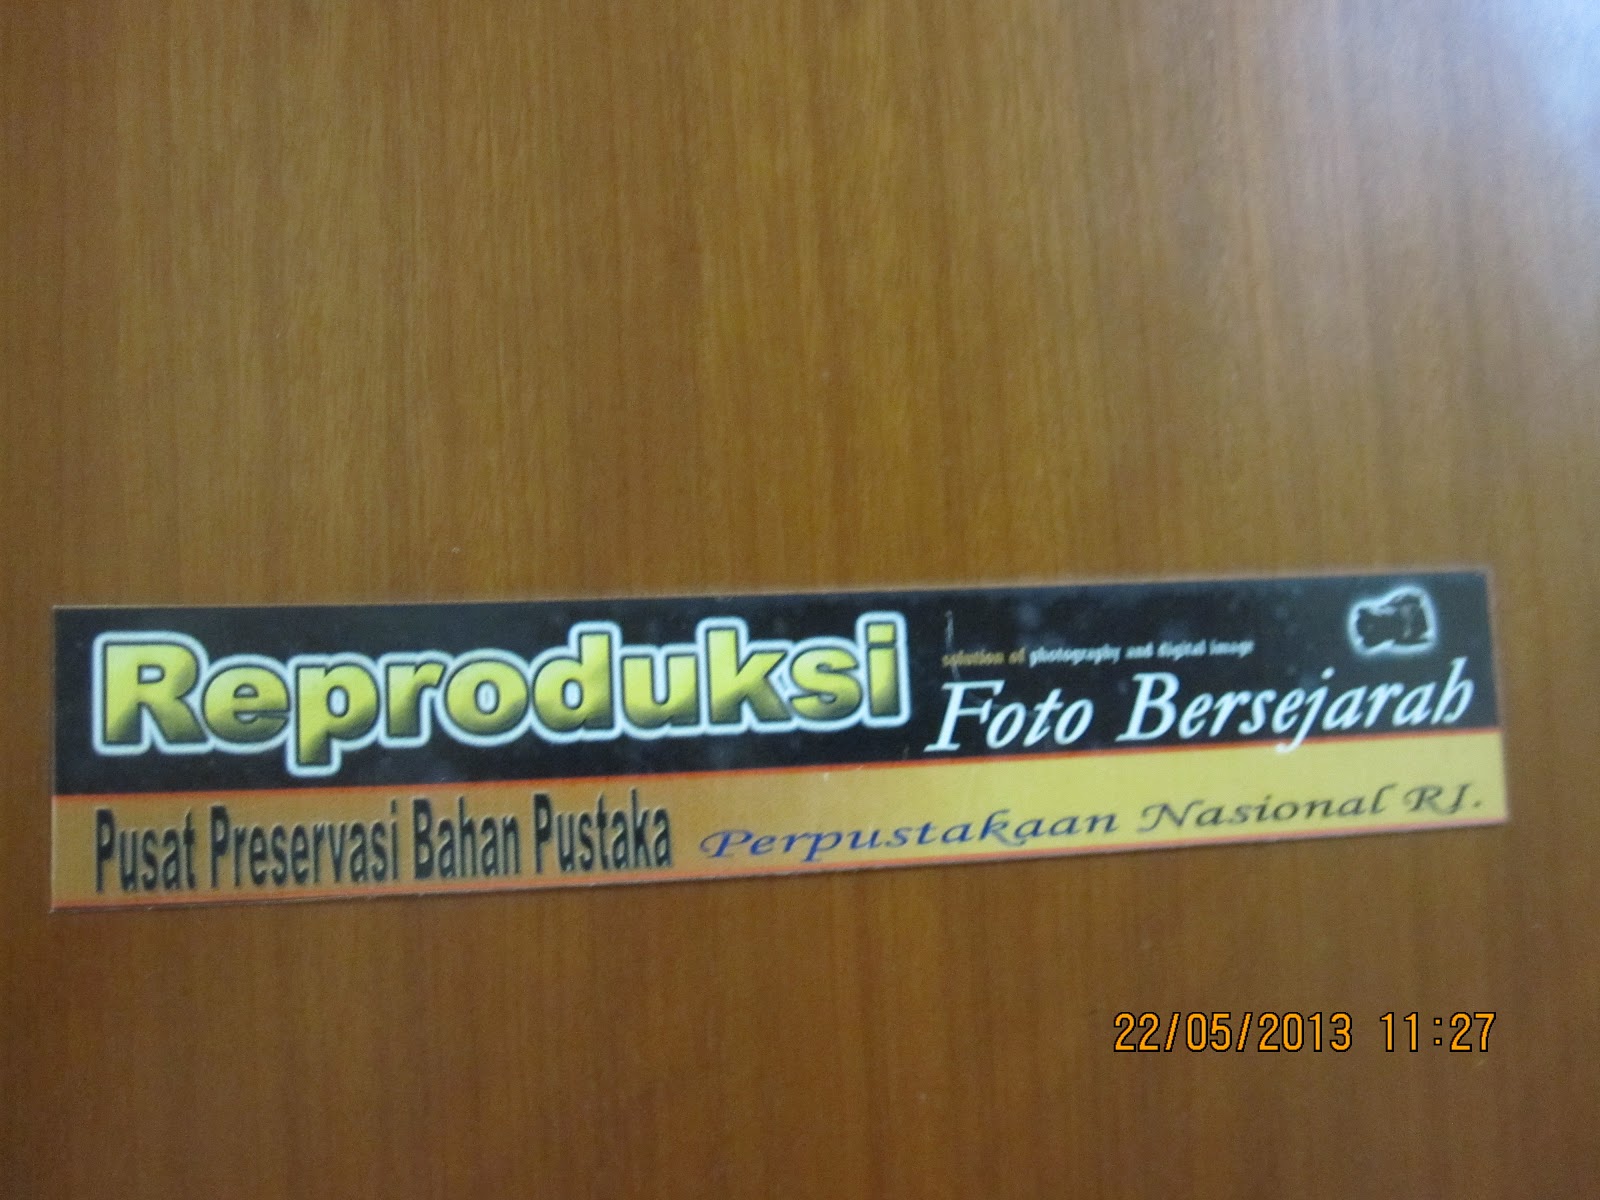 Reproduksi
solution of photography and digital image
Foto Bersejarah
Pusat Preservasi Bahan Pustaka Perpustakaan Nasional RI.
22/05/2013 11:27